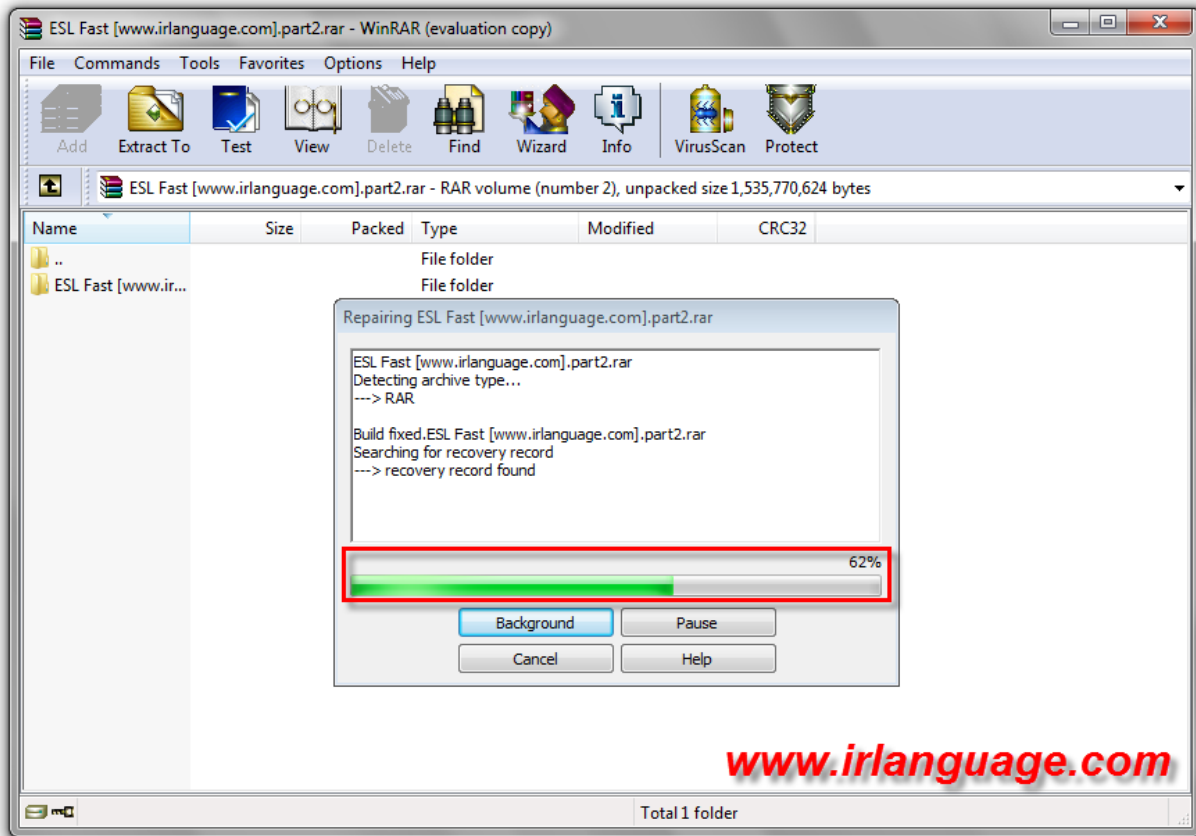 ESL Fast [www.irlanguage.com].part2.rar - WinRAR (evaluation copy)
File Commands Tools Favorites Options Help
Add Extract To Test View Delete Find Wizard Info VirusScan Protect
ESL Fast [www.irlanguage.com].part2.rar - RAR volume (number 2), unpacked size 1,535,770,624 bytes
Name Size Packed Type Modified CRC32
.. File folder
ESL Fast [www.ir... File folder
Repairing ESL Fast [www.irlanguage.com].part2.rar
ESL Fast [www.irlanguage.com].part2.rar
Detecting archive type...
---> RAR
Build fixed.ESL Fast [www.irlanguage.com].part2.rar
Searching for recovery record
---> recovery record found
62%
Background Pause
Cancel Help
www.irlanguage.com
Total 1 folder